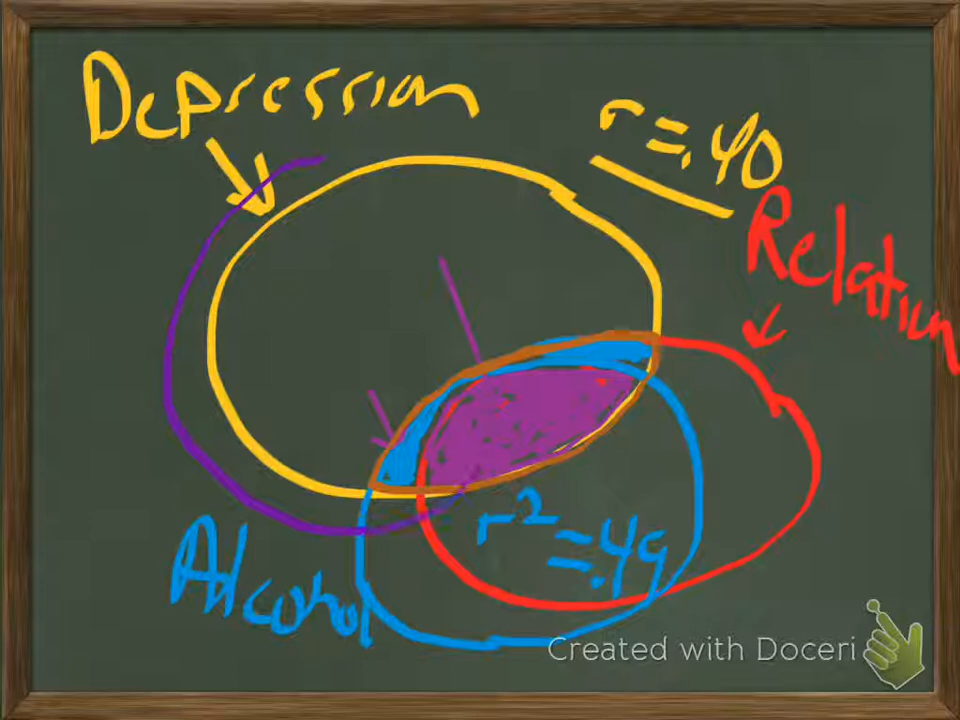 Depression
r=.40
Relation
r²=.49
Alcohol
Created with Doceri